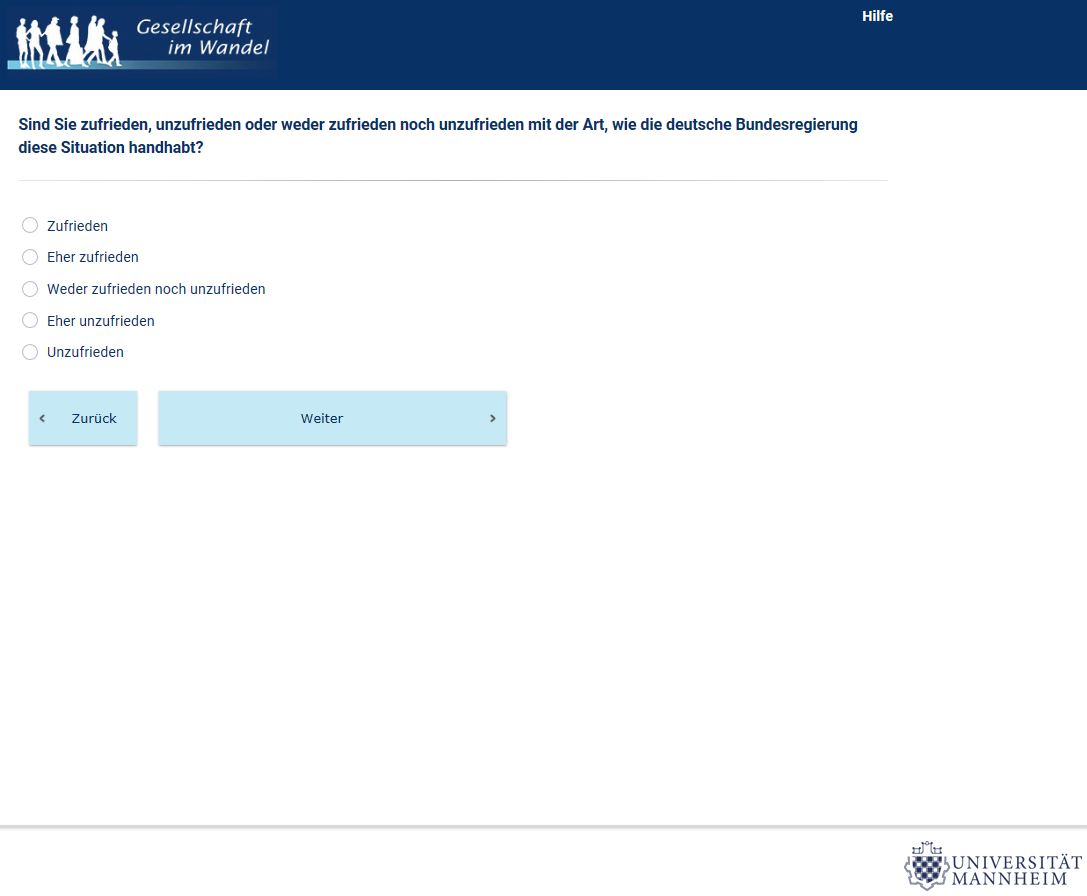 Gesellschaft
im Wandel
Hilfe
Sind Sie zufrieden, unzufrieden oder weder zufrieden noch unzufrieden mit der Art, wie die deutsche Bundesregierung
diese Situation handhabt?
Zufrieden
Eher zufrieden
Weder zufrieden noch unzufrieden
Eher unzufrieden
Unzufrieden
Zurück
Weiter
UNIVERSITÄT
MANNHEIM